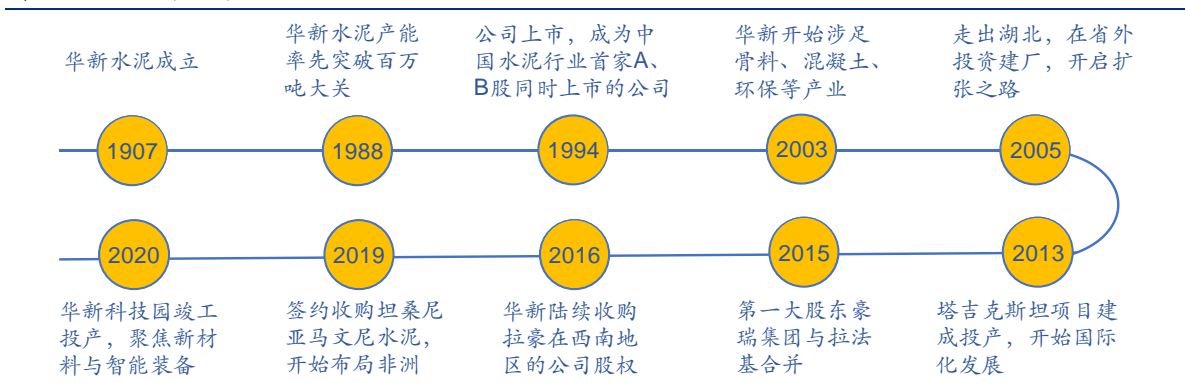 华新水泥成立
华新水泥产能
率先突破百万
吨大关
公司上市，成为中
国水泥行业首家A、
B股同时上市的公司
华新开始涉足
骨料、混凝土、
环保等产业
走出湖北，在省外
投资建厂，开启扩
张之路
1907
1988
1994
2003
2005
2020
2019
2016
2015
2013
华新科技园竣工
投产，聚焦新材
料与智能装备
签约收购坦桑尼
亚马文尼水泥，
开始布局非洲
华新陆续收购
拉豪在西南地
区的公司股权
第一大股东豪
瑞集团与拉法
基合并
塔吉克斯坦项目建
成投产，开始国际
化发展